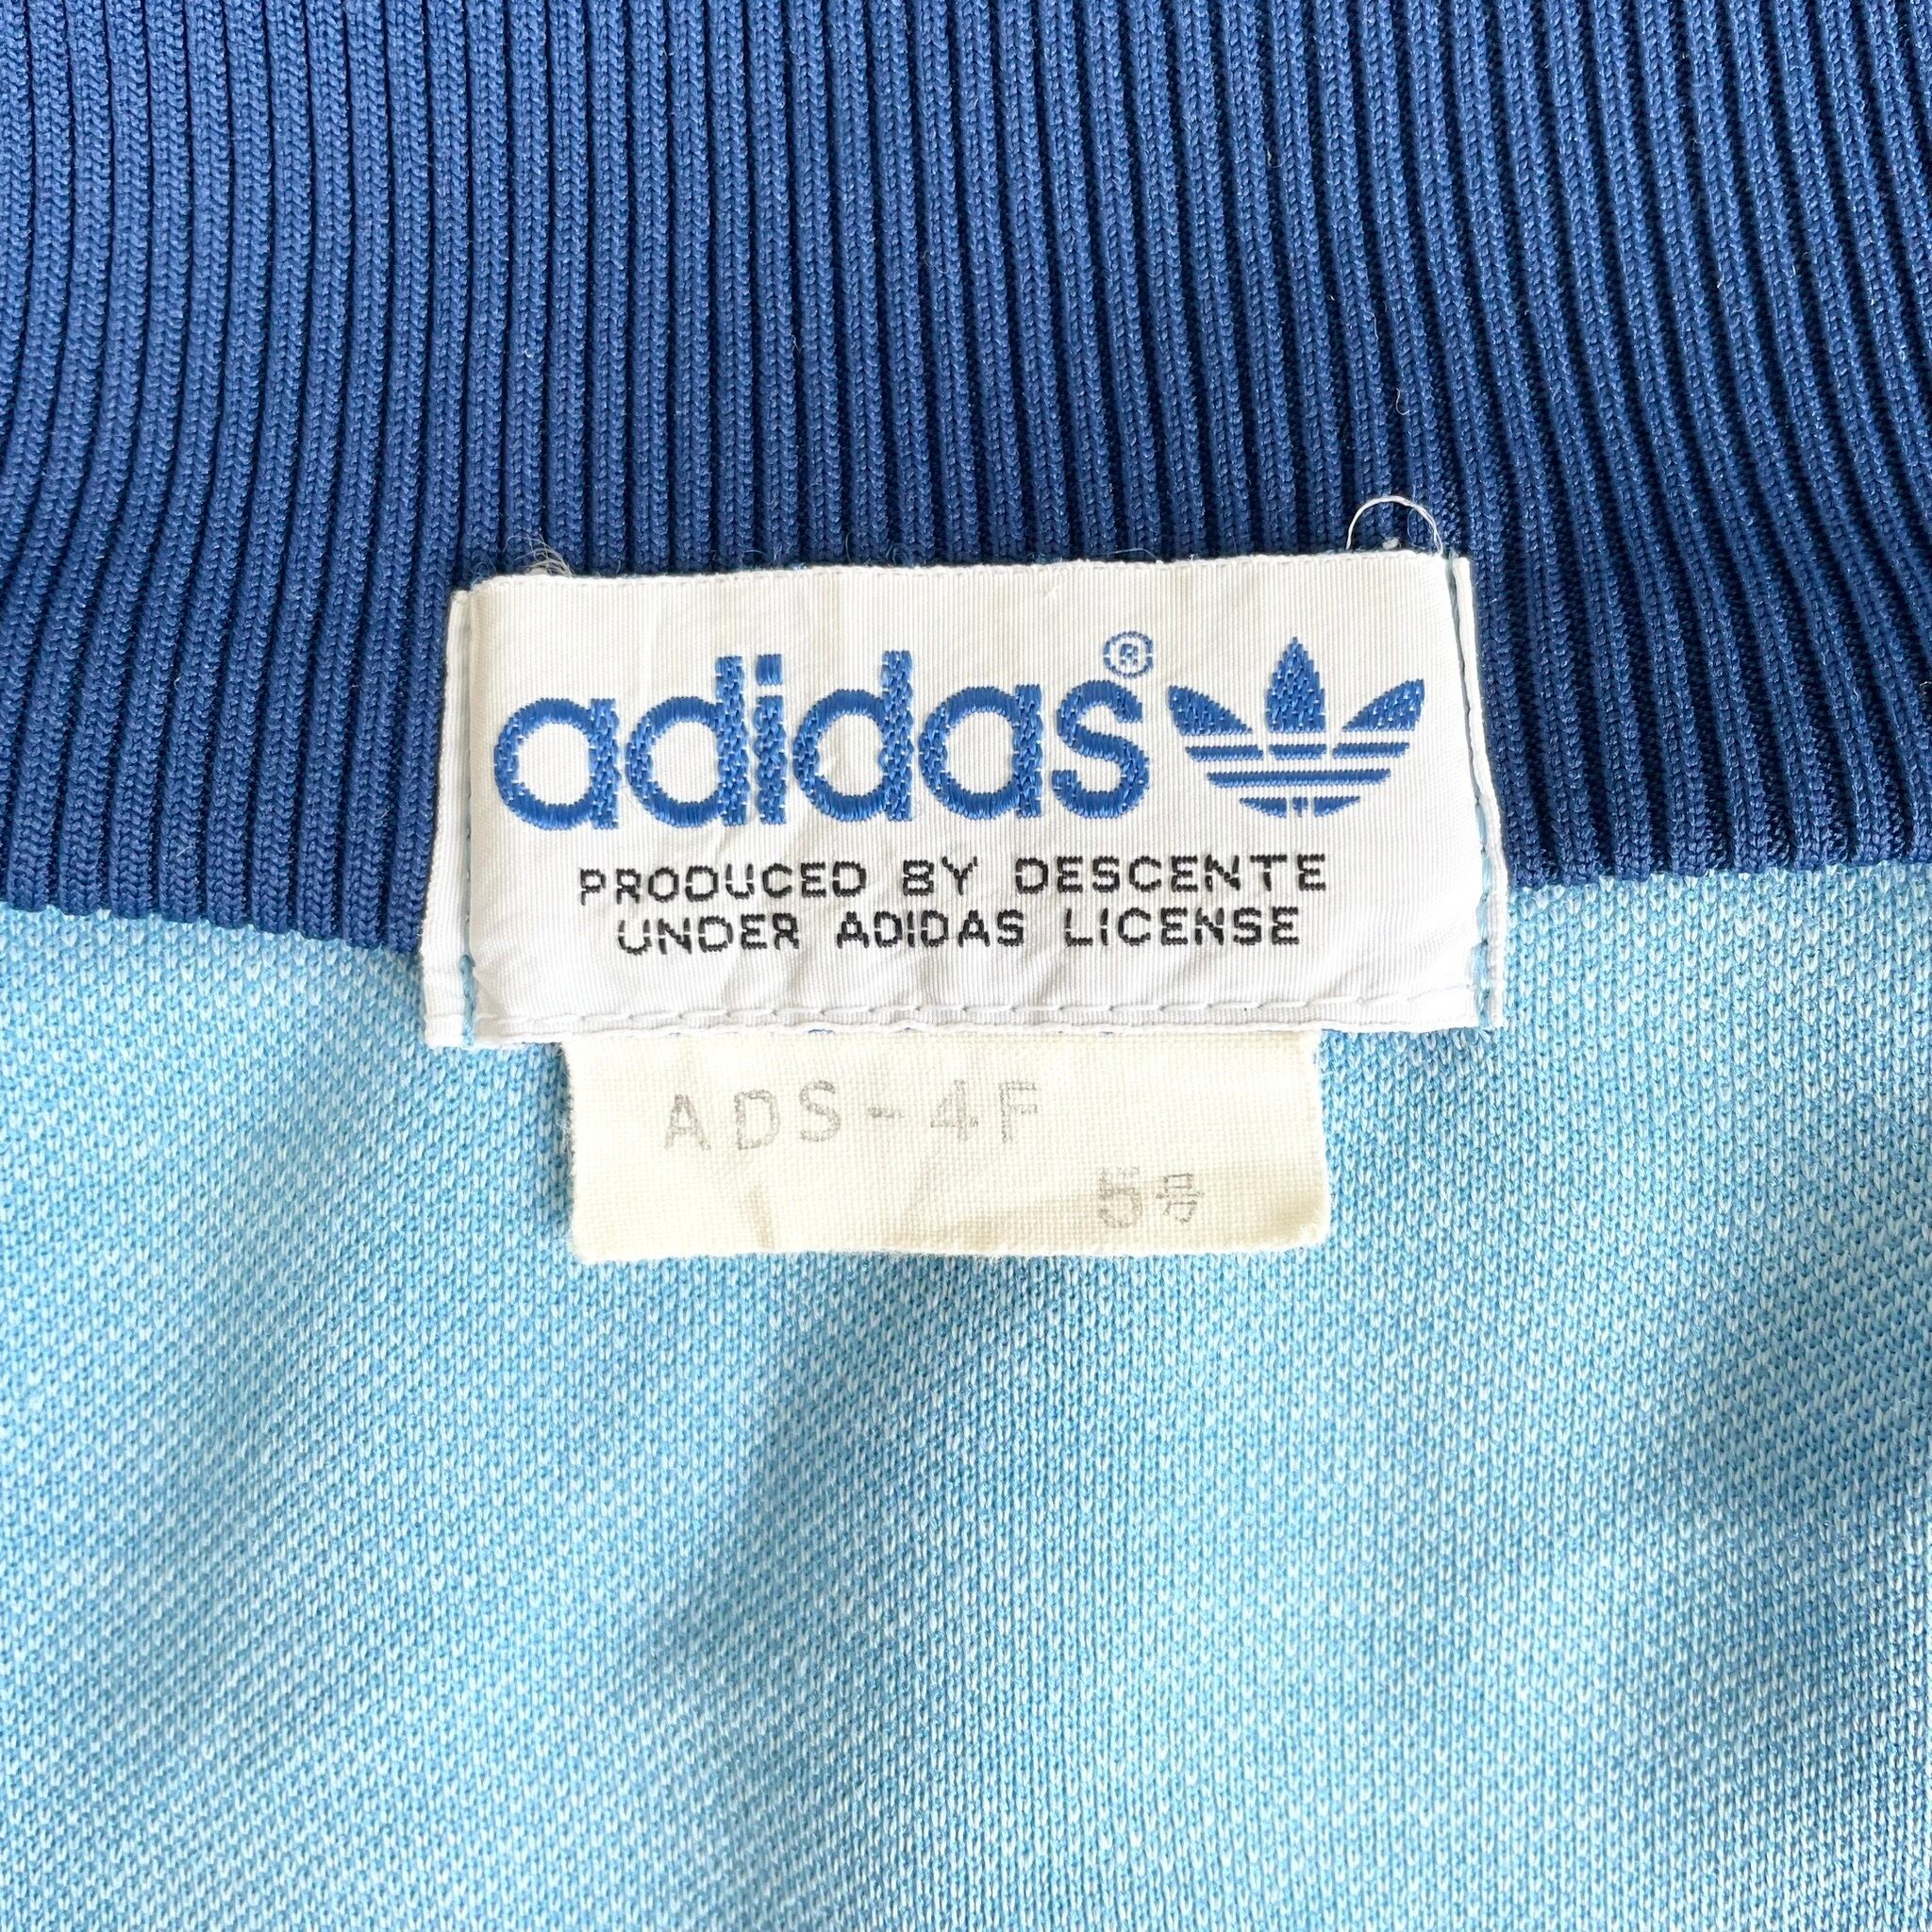 adidas®
PRODUCED BY DESCENTE
UNDER ADIDAS LICENSE
ADS-4F
5号